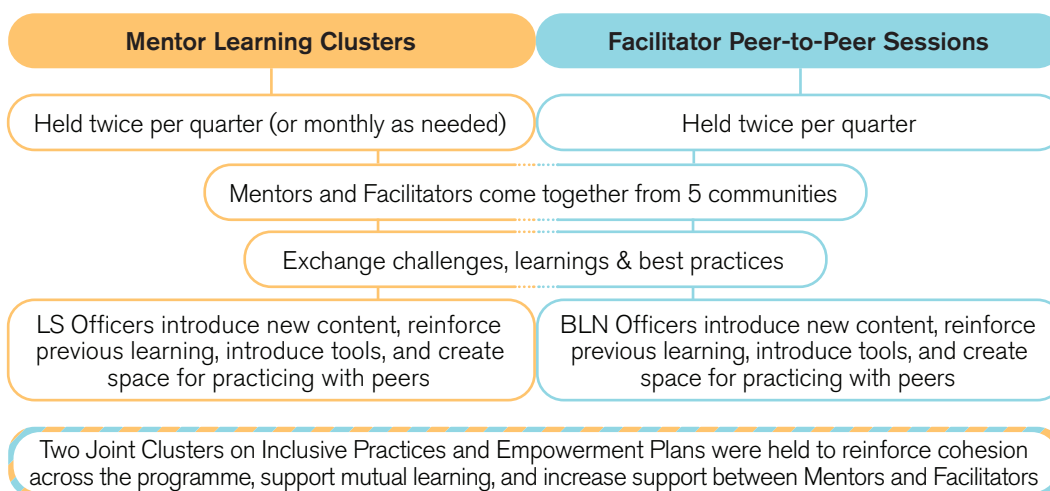 Mentor Learning Clusters
Facilitator Peer-to-Peer Sessions
Held twice per quarter (or monthly as needed)
Held twice per quarter
Mentors and Facilitators come together from 5 communities
Exchange challenges, learnings & best practices
LS Officers introduce new content, reinforce
previous learning, introduce tools, and create
space for practicing with peers
BLN Officers introduce new content, reinforce
previous learning, introduce tools, and create
space for practicing with peers
Two Joint Clusters on Inclusive Practices and Empowerment Plans were held to reinforce cohesion
across the programme, support mutual learning, and increase support between Mentors and Facilitators